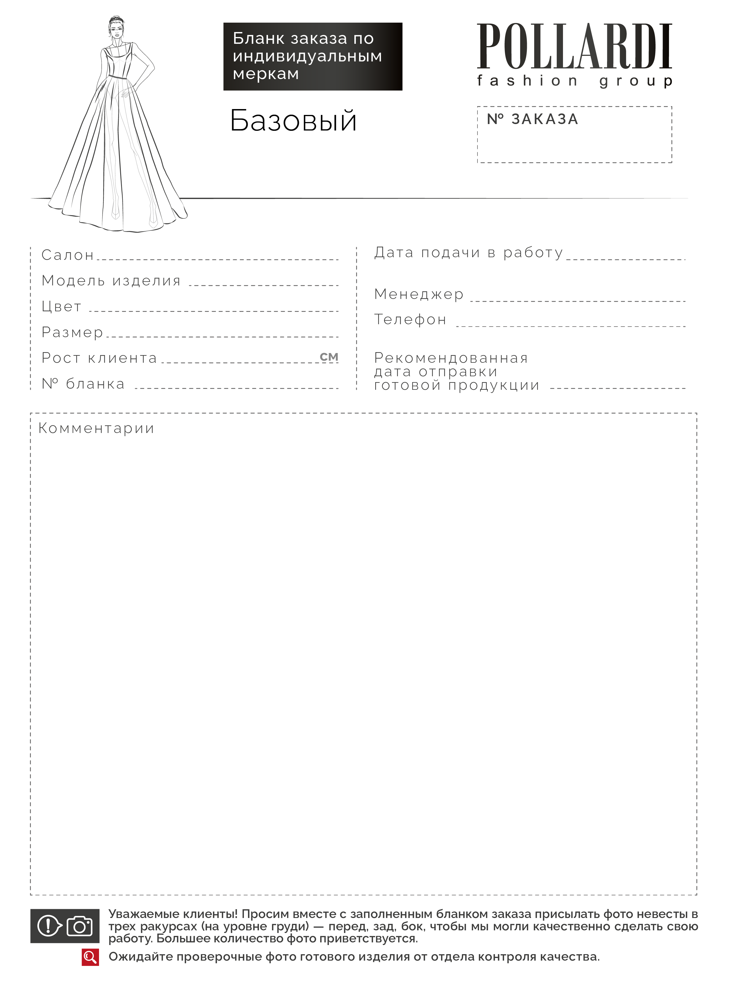 Бланк заказа по
индивидуальным
меркам
Базовый
POLLARDI
fashion group
№ ЗАКАЗА
Салон
Модель изделия
Цвет
Размер
Рост клиента см
№ бланка
Дата подачи в работу
Менеджер
Телефон
Рекомендованная
дата отправки
готовой продукции
Комментарии
Уважаемые клиенты! Просим вместе с заполненным бланком заказа присылать фото невесты в
трех ракурсах (на уровне груди) — перед, зад, бок, чтобы мы могли качественно сделать свою
работу. Большее количество фото приветствуется.
Ожидайте проверочные фото готового изделия от отдела контроля качества.